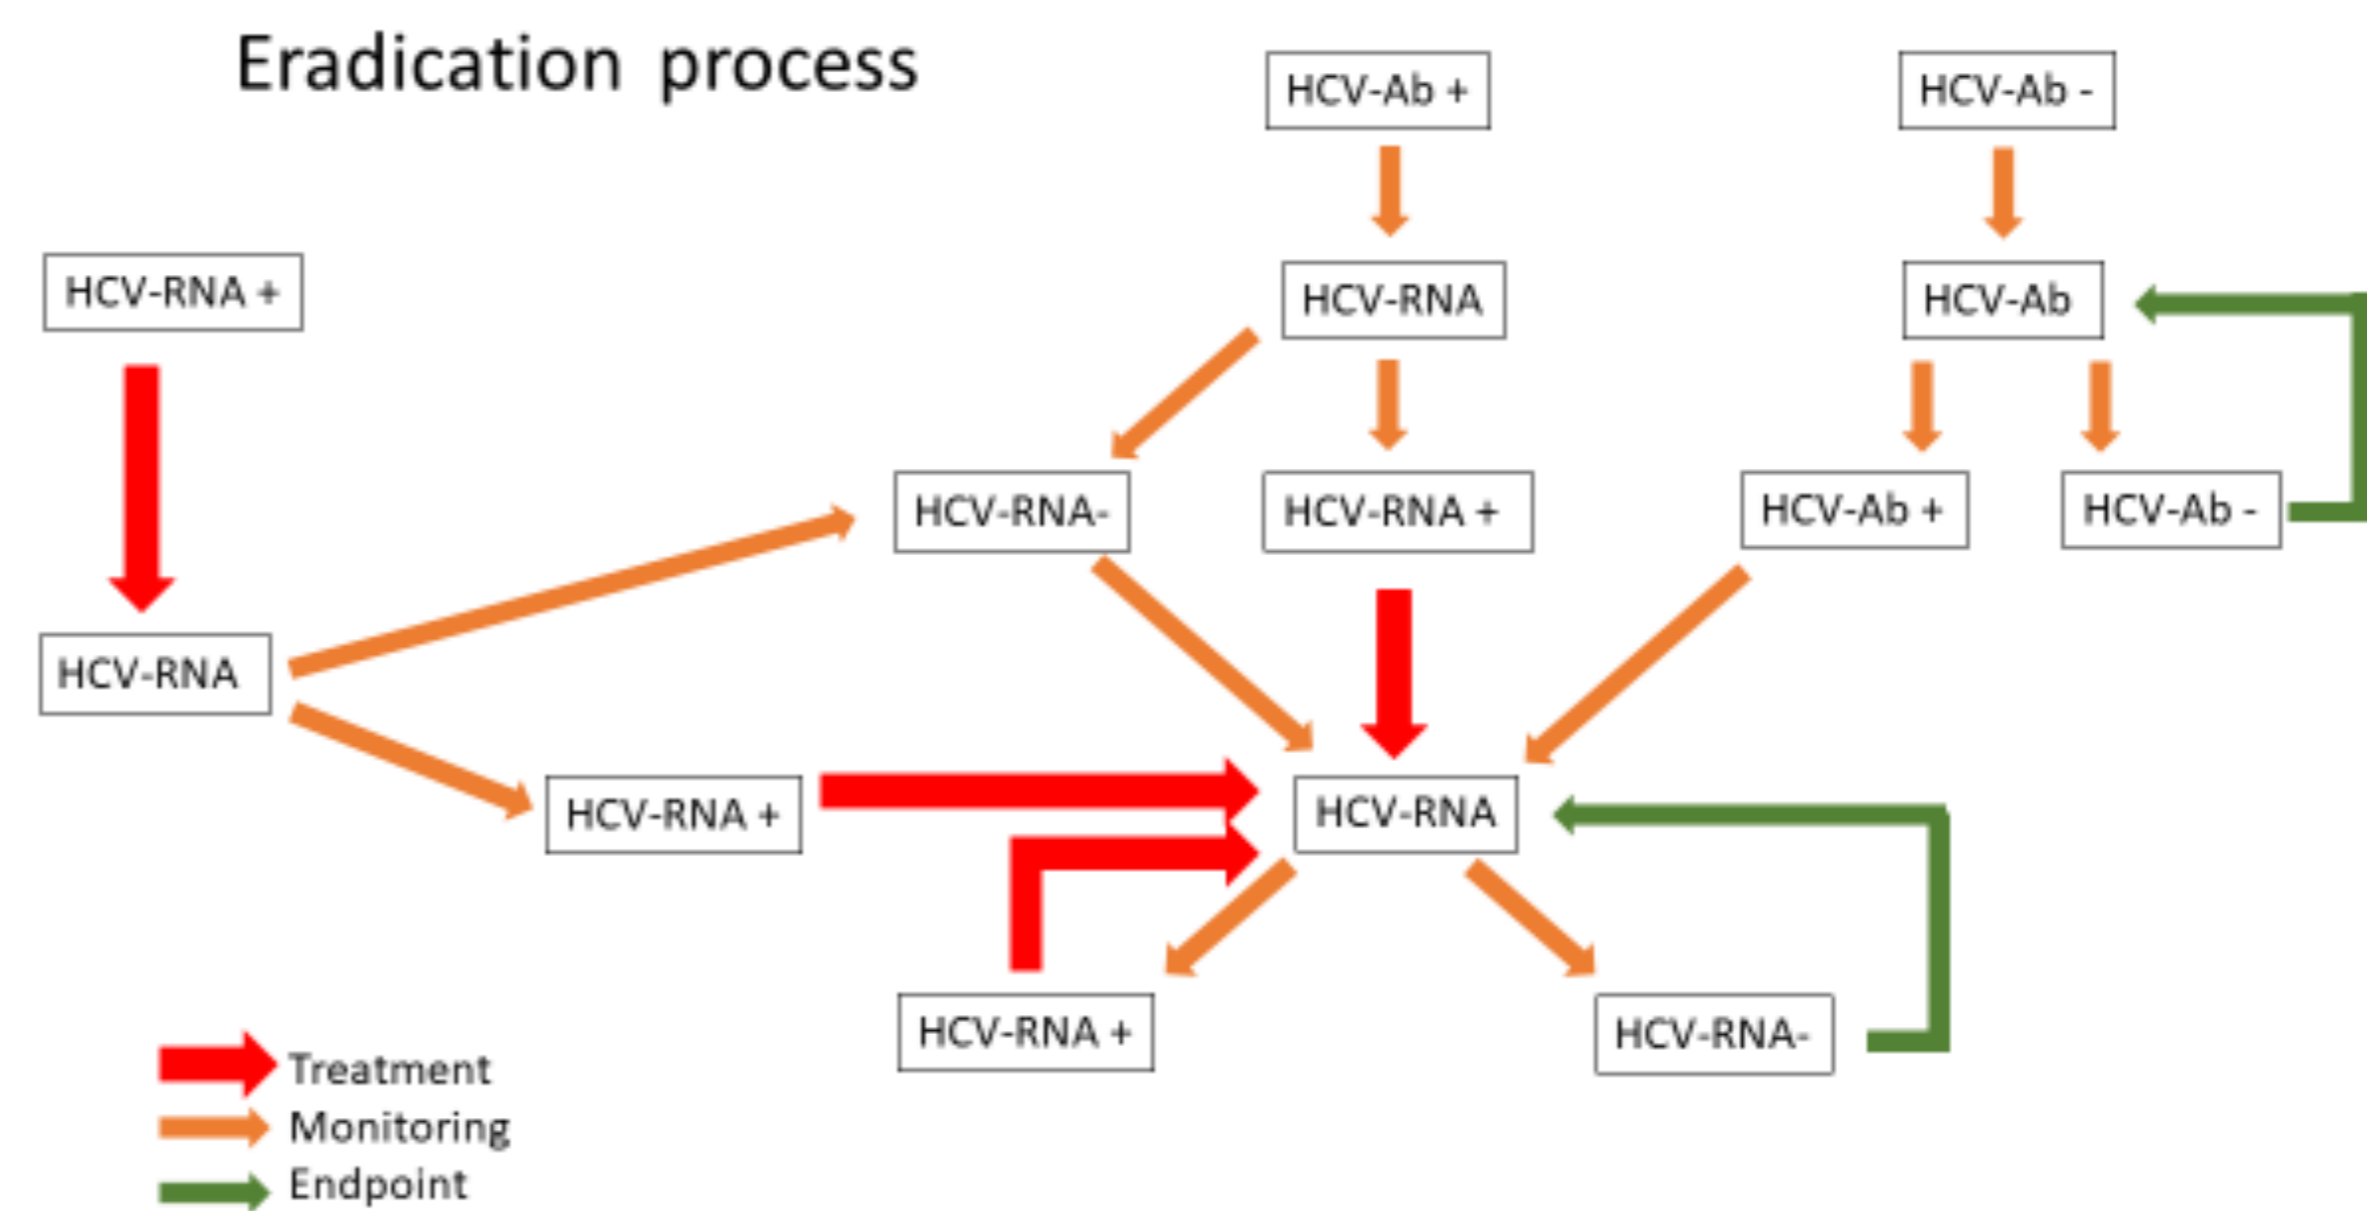 Eradication process
HCV-Ab +
HCV-Ab -
HCV-RNA +
HCV-RNA
HCV-Ab
HCV-RNA-
HCV-RNA +
HCV-Ab +
HCV-Ab -
HCV-RNA
HCV-RNA +
HCV-RNA
HCV-RNA +
HCV-RNA-
Treatment
Monitoring
Endpoint